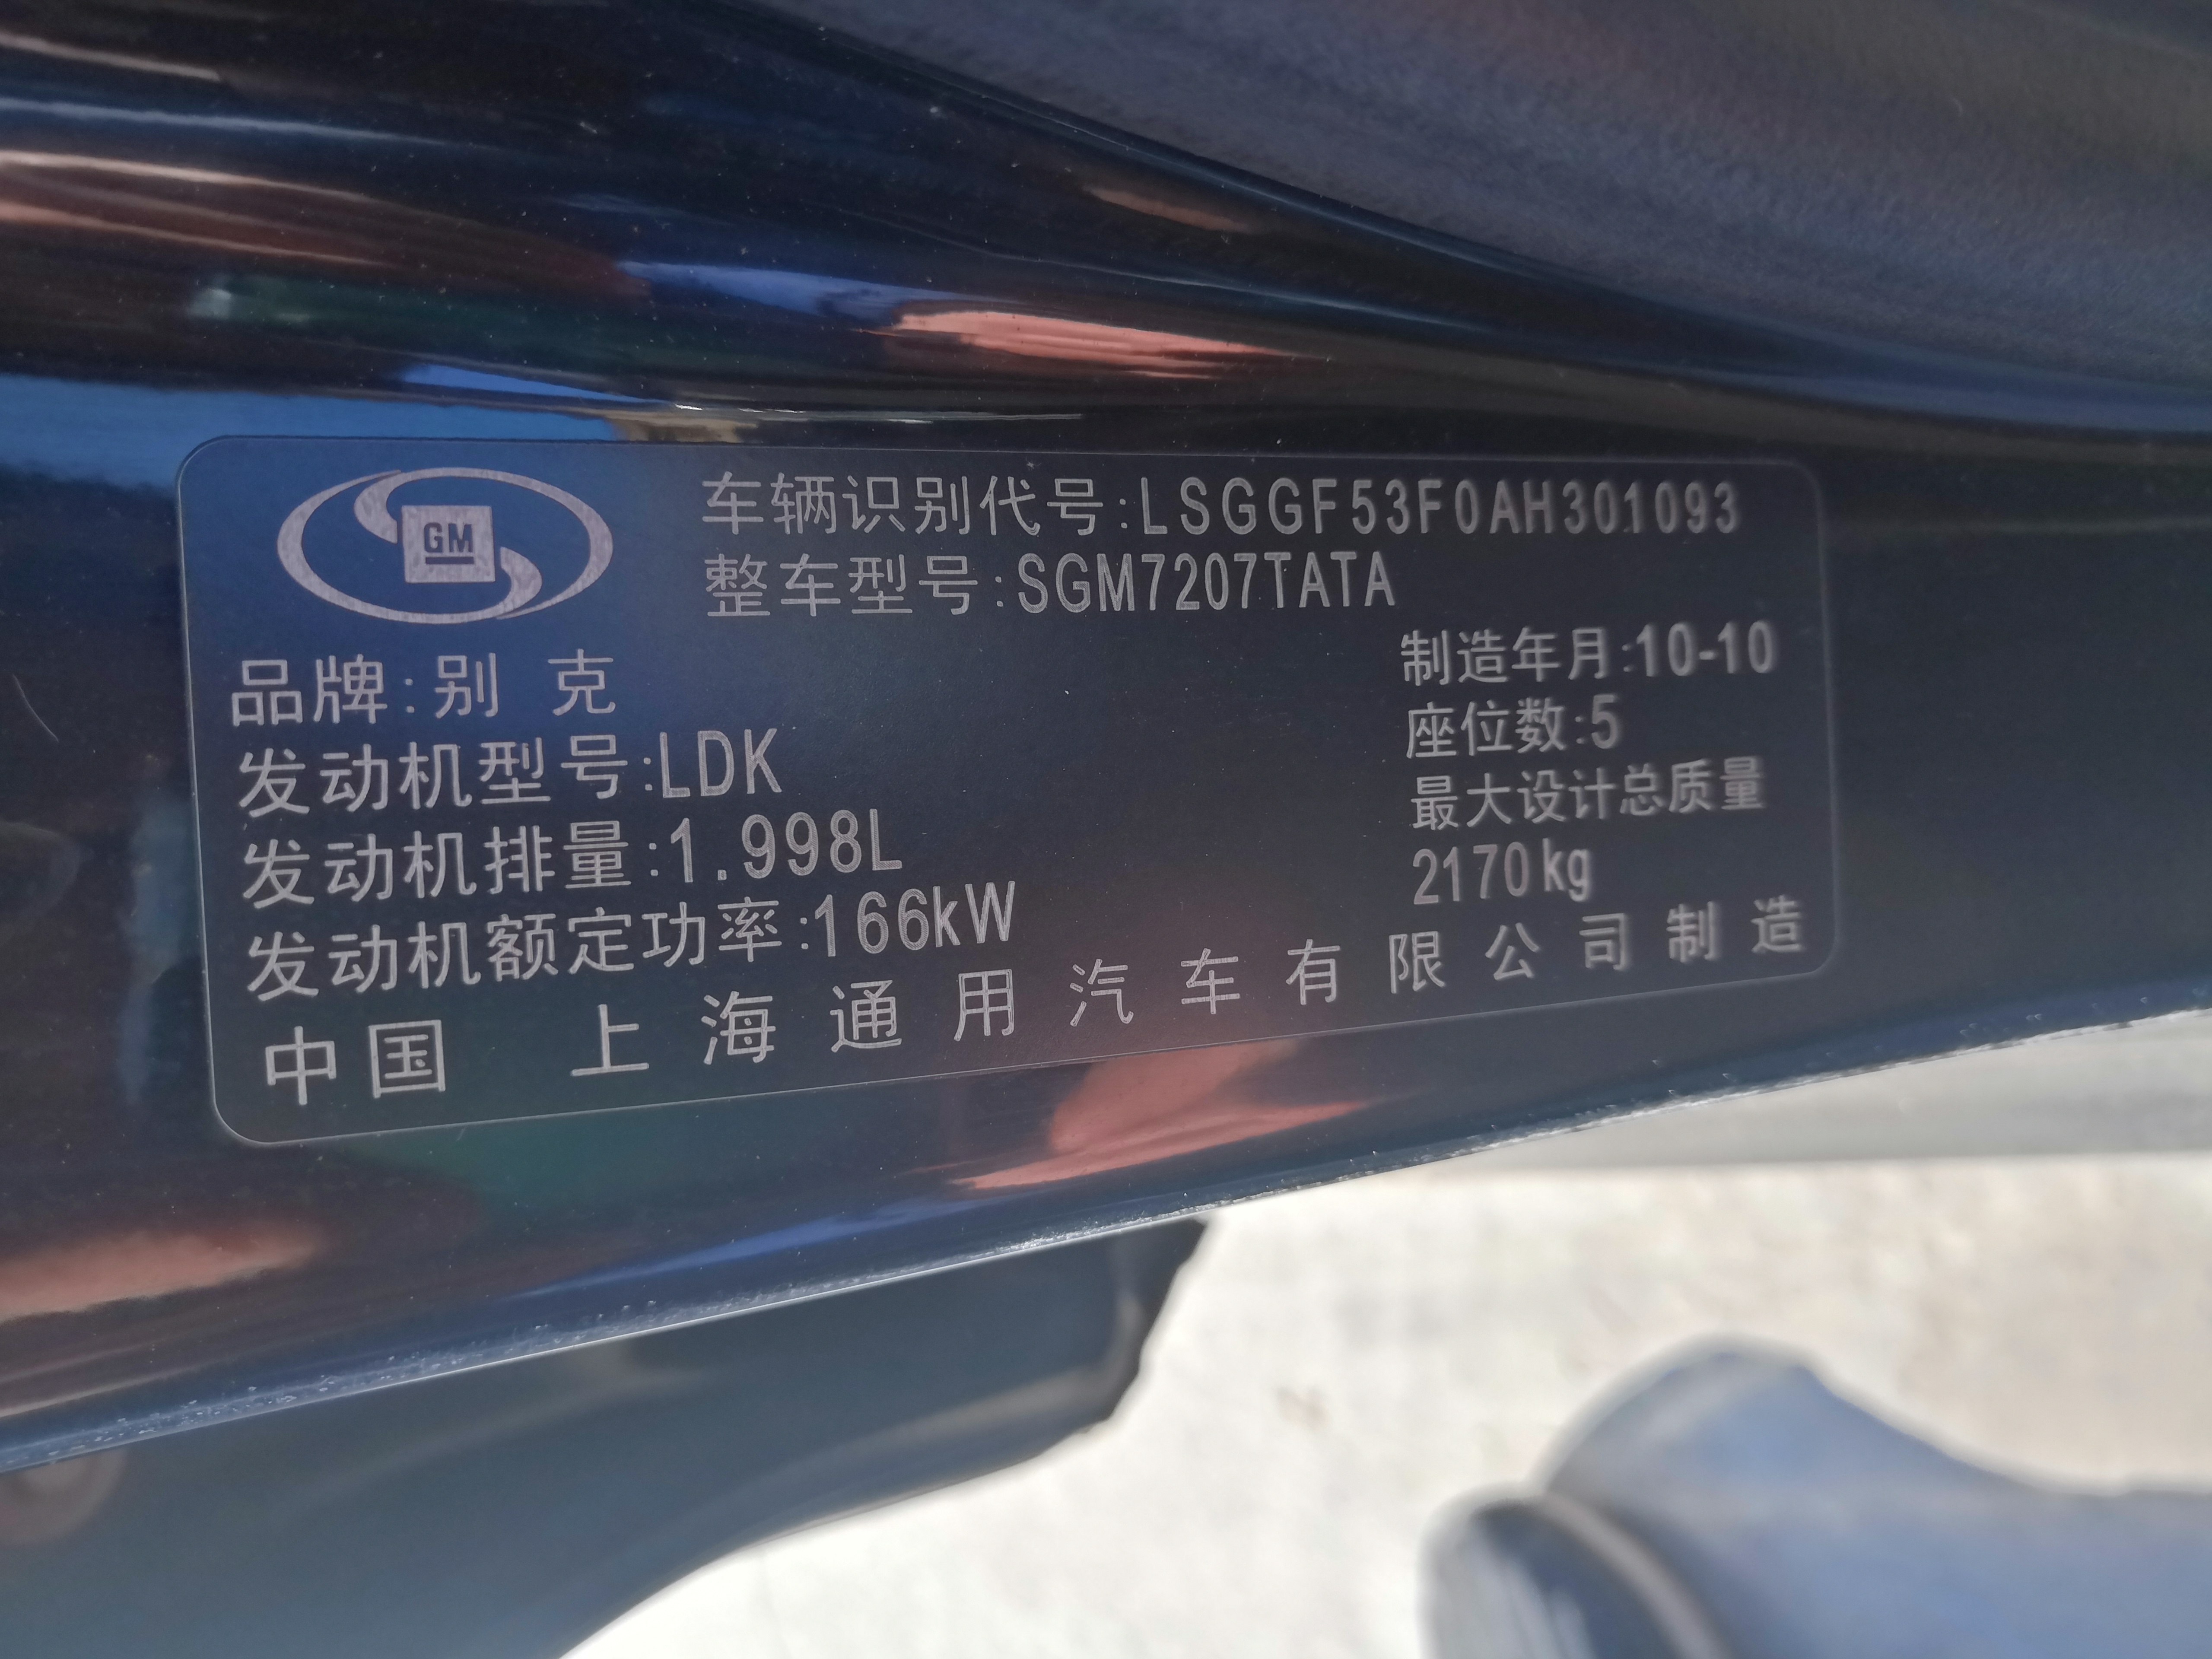 GM
车辆识别代号:LSGGF53F0AH301093
整车型号:SGM7207TATA
品牌:别 克
制造年月:10-10
发动机型号:LDK
座位数:5
发动机排量:1.998L
最大设计总质量
2170kg
发动机额定功率:166kW
中国 上海通用汽车有限公司制造